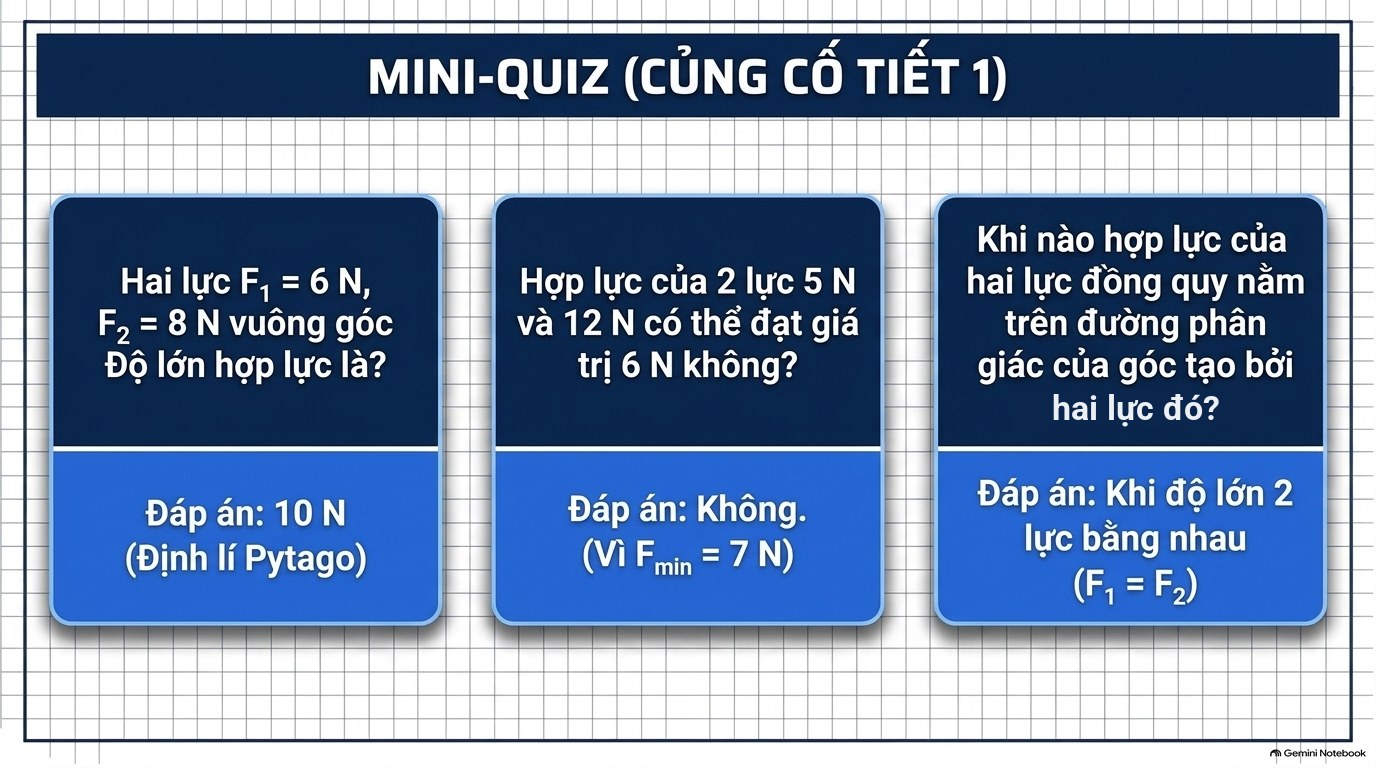 MINI-QUIZ (CỦNG CỐ TIẾT 1)
Hai lực F₁ = 6 N,
F₂ = 8 N vuông góc
Độ lớn hợp lực là?
Đáp án: 10 N
(Định lí Pytago)
Hợp lực của 2 lực 5 N
và 12 N có thể đạt giá
trị 6 N không?
Đáp án: Không.
(Vì Fₘᵢₙ = 7 N)
Khi nào hợp lực của
hai lực đồng quy nằm
trên đường phân
giác của góc tạo bởi
hai lực đó?
Đáp án: Khi độ lớn 2
lực bằng nhau
(F₁ = F₂)
Gemini Notebook